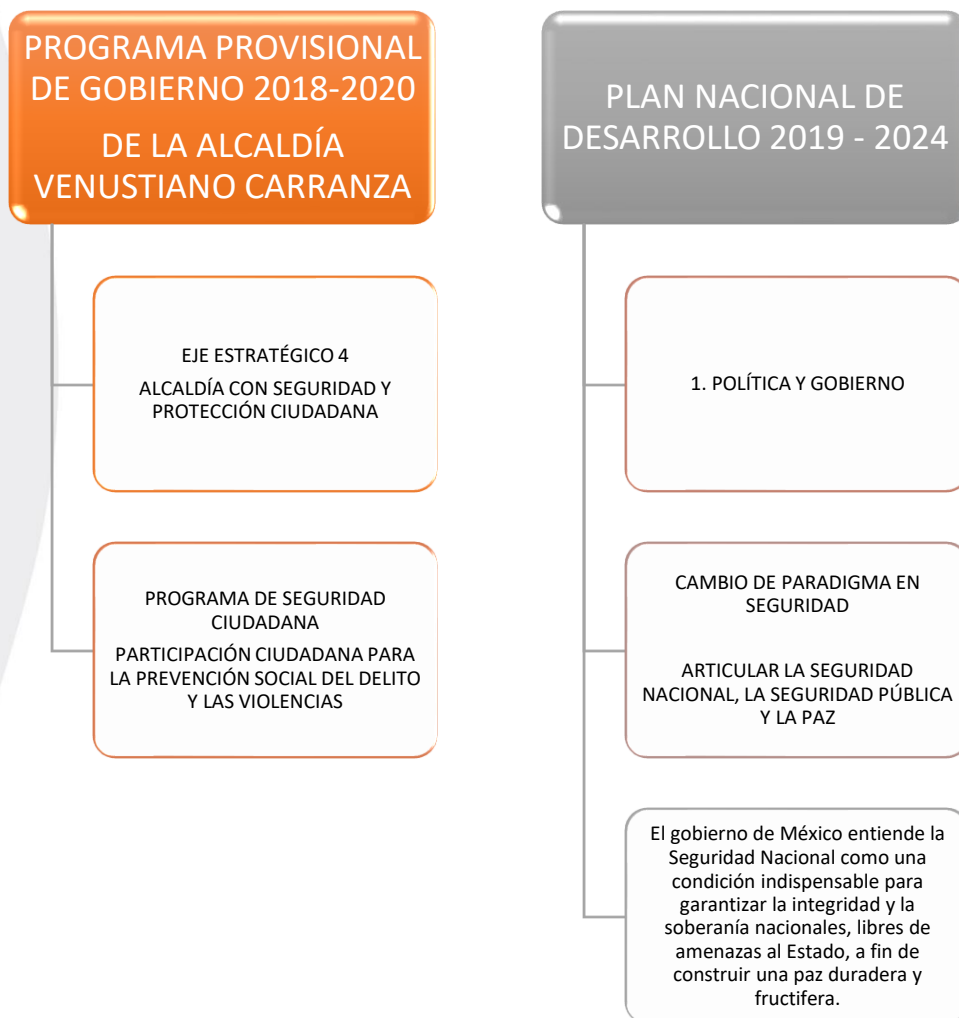 PROGRAMA PROVISIONAL
DE GOBIERNO 2018-2020
DE LA ALCALDÍA
VENUSTIANO CARRANZA
EJE ESTRATÉGICO 4
ALCALDÍA CON SEGURIDAD Y
PROTECCIÓN CIUDADANA
PROGRAMA DE SEGURIDAD
CIUDADANA
PARTICIPACIÓN CIUDADANA PARA
LA PREVENCIÓN SOCIAL DEL DELITO
Y LAS VIOLENCIAS
PLAN NACIONAL DE
DESARROLLO 2019 - 2024
1. POLÍTICA Y GOBIERNO
CAMBIO DE PARADIGMA EN
SEGURIDAD
ARTICULAR LA SEGURIDAD
NACIONAL, LA SEGURIDAD PÚBLICA
Y LA PAZ
El gobierno de México entiende la
Seguridad Nacional como una
condición indispensable para
garantizar la integridad y la
soberanía nacionales, libres de
amenazas al Estado, a fin de
construir una paz duradera y
fructifera.